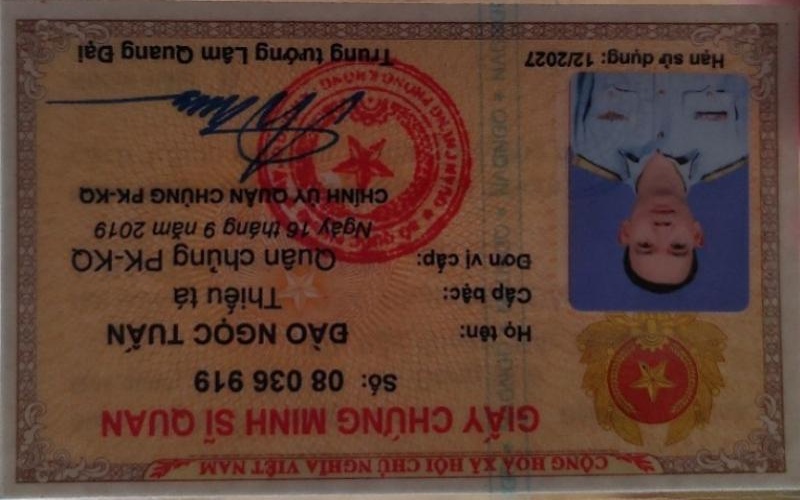 CỘNG HOÀ XÃ HỘI CHỦ NGHĨA VIỆT NAM
GIẤY CHỨNG MINH SĨ QUAN
Số: 08 036 919
Họ tên: ĐÀO NGỌC TUẤN
Cấp bậc: Thiếu tá
Đơn vị cấp: Quân chủng PK-KQ
Ngày 16 tháng 9 năm 2019
CHÍNH ỦY QUÂN CHỦNG PK-KQ
Hạn sử dụng: 12/2027
Trung tướng Lâm Quang Đại